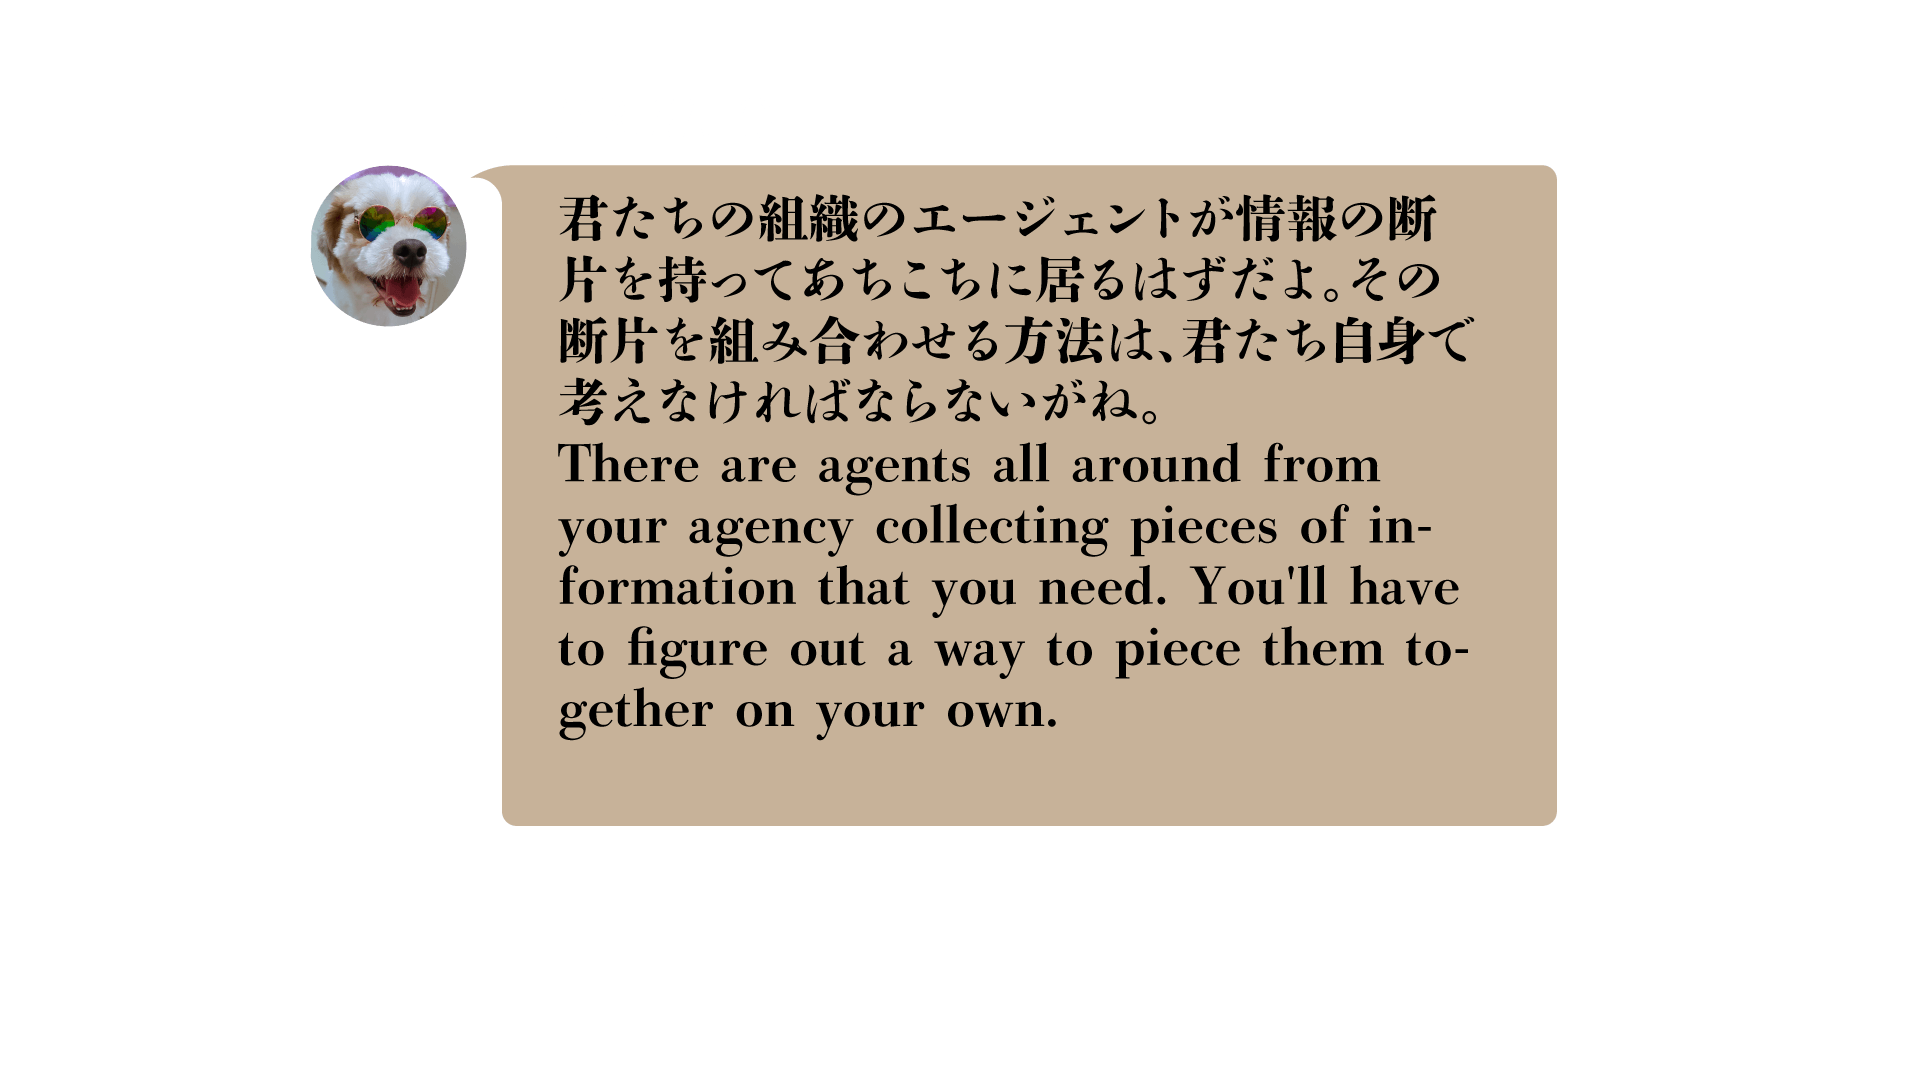 君たちの組織のエージェントが情報の断
片を持ってあちこちに居るはずだよ。その
断片を組み合わせる方法は、君たち自身で
考えなければならないがね。
There are agents all around from
your agency collecting pieces of in-
formation that you need. You'll have
to figure out a way to piece them to-
gether on your own.